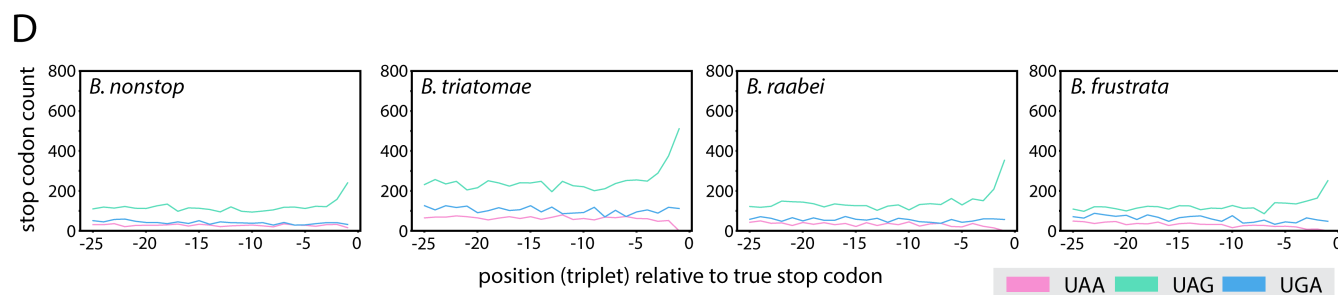 D
stop codon count
B. nonstop
800
600
400
200
0
-25 -20 -15 -10 -5 0
B. triatomae
800
600
400
200
0
-25 -20 -15 -10 -5 0
B. raabei
800
600
400
200
0
-25 -20 -15 -10 -5 0
B. frustrata
800
600
400
200
0
-25 -20 -15 -10 -5 0
position (triplet) relative to true stop codon
UAA UAG UGA